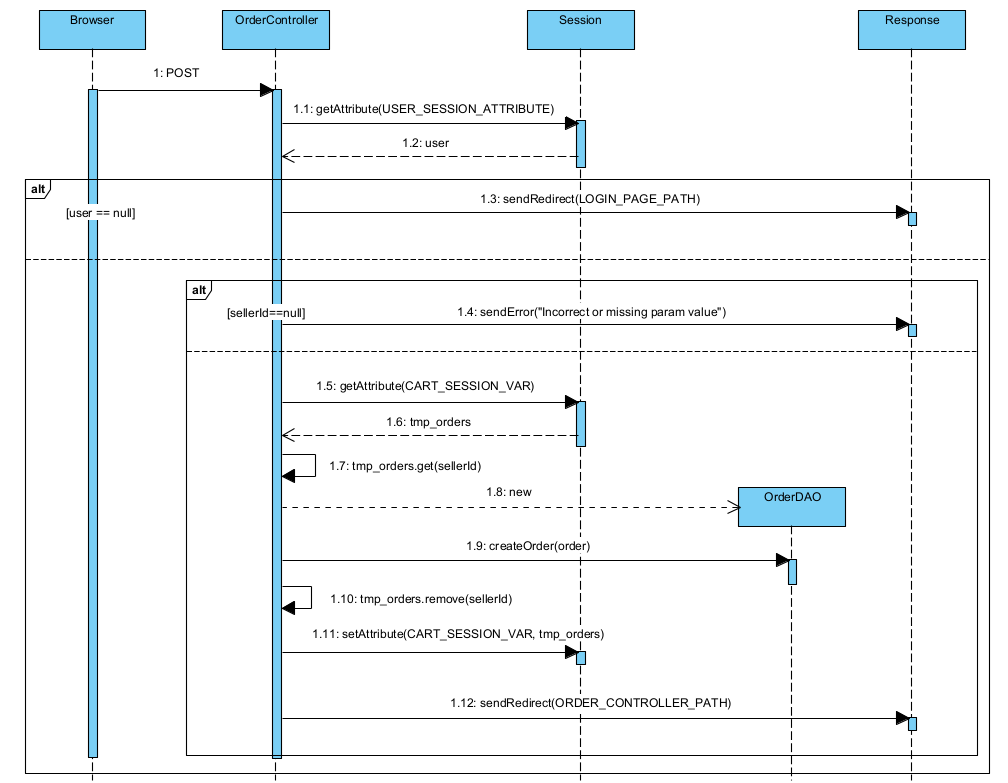 Browser
OrderController
Session
Response
1: POST
1.1: getAttribute(USER_SESSION_ATTRIBUTE)
1.2: user
alt
[user == null]
1.3: sendRedirect(LOGIN_PAGE_PATH)
alt
[sellerId==null]
1.4: sendError("Incorrect or missing param value")
1.5: getAttribute(CART_SESSION_VAR)
1.6: tmp_orders
1.7: tmp_orders.get(sellerId)
1.8: new
OrderDAO
1.9: createOrder(order)
1.10: tmp_orders.remove(sellerId)
1.11: setAttribute(CART_SESSION_VAR, tmp_orders)
1.12: sendRedirect(ORDER_CONTROLLER_PATH)